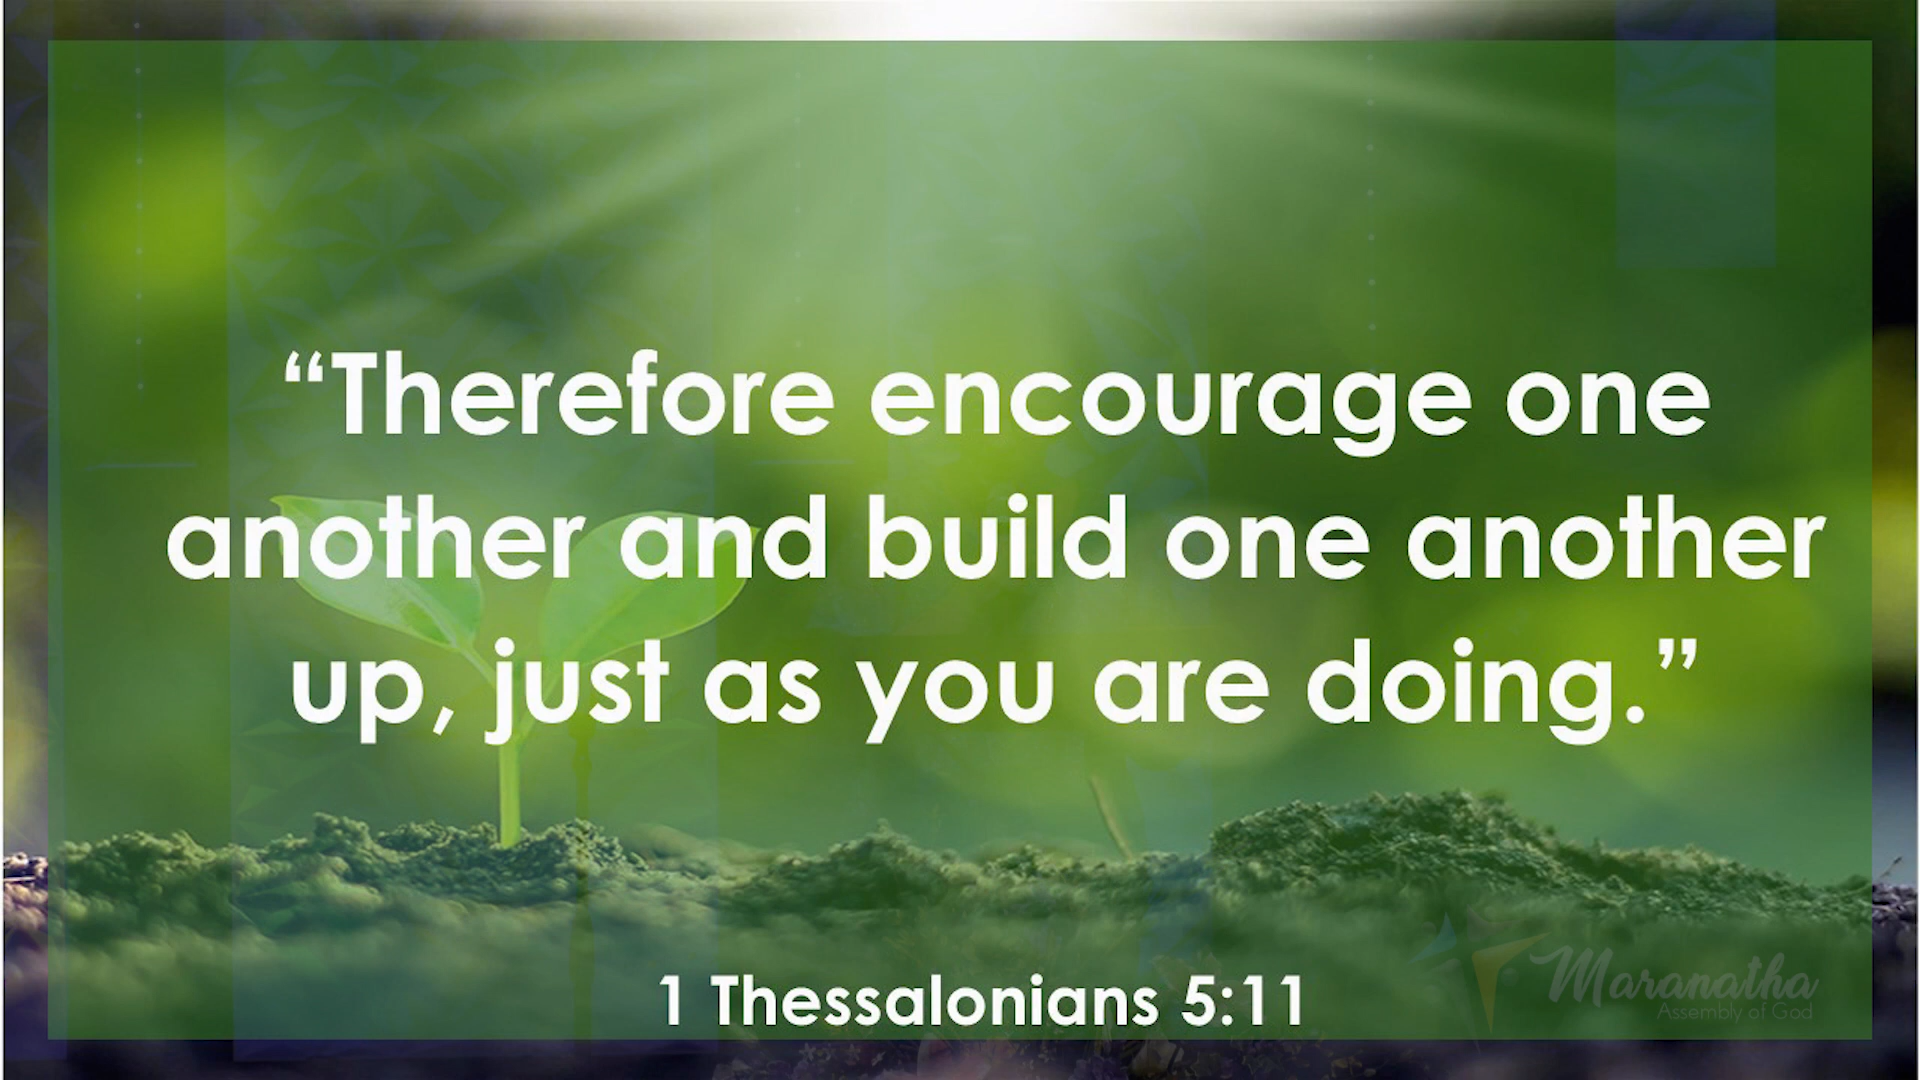 “Therefore encourage one
another and build one another
up, just as you are doing.”
1 Thessalonians 5:11
Maranatha
Assembly of God